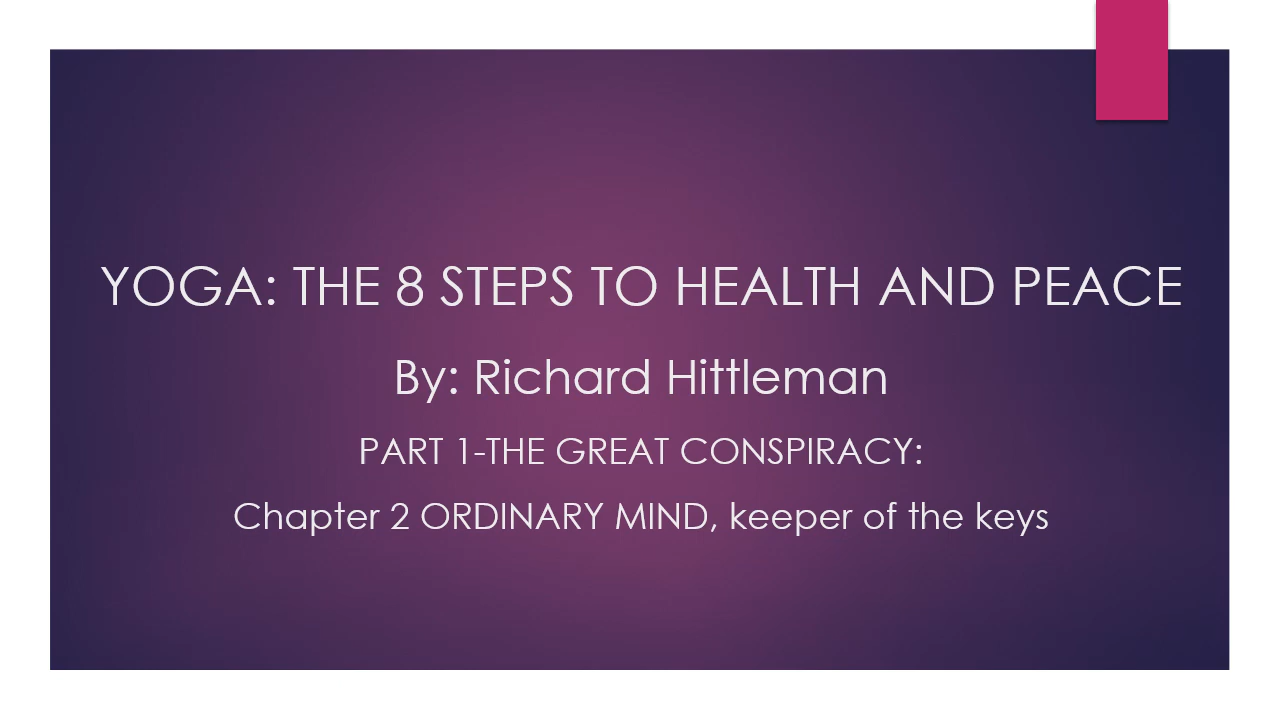 YOGA: THE 8 STEPS TO HEALTH AND PEACE
By: Richard Hittleman
PART 1-THE GREAT CONSPIRACY:
Chapter 2 ORDINARY MIND, keeper of the keys